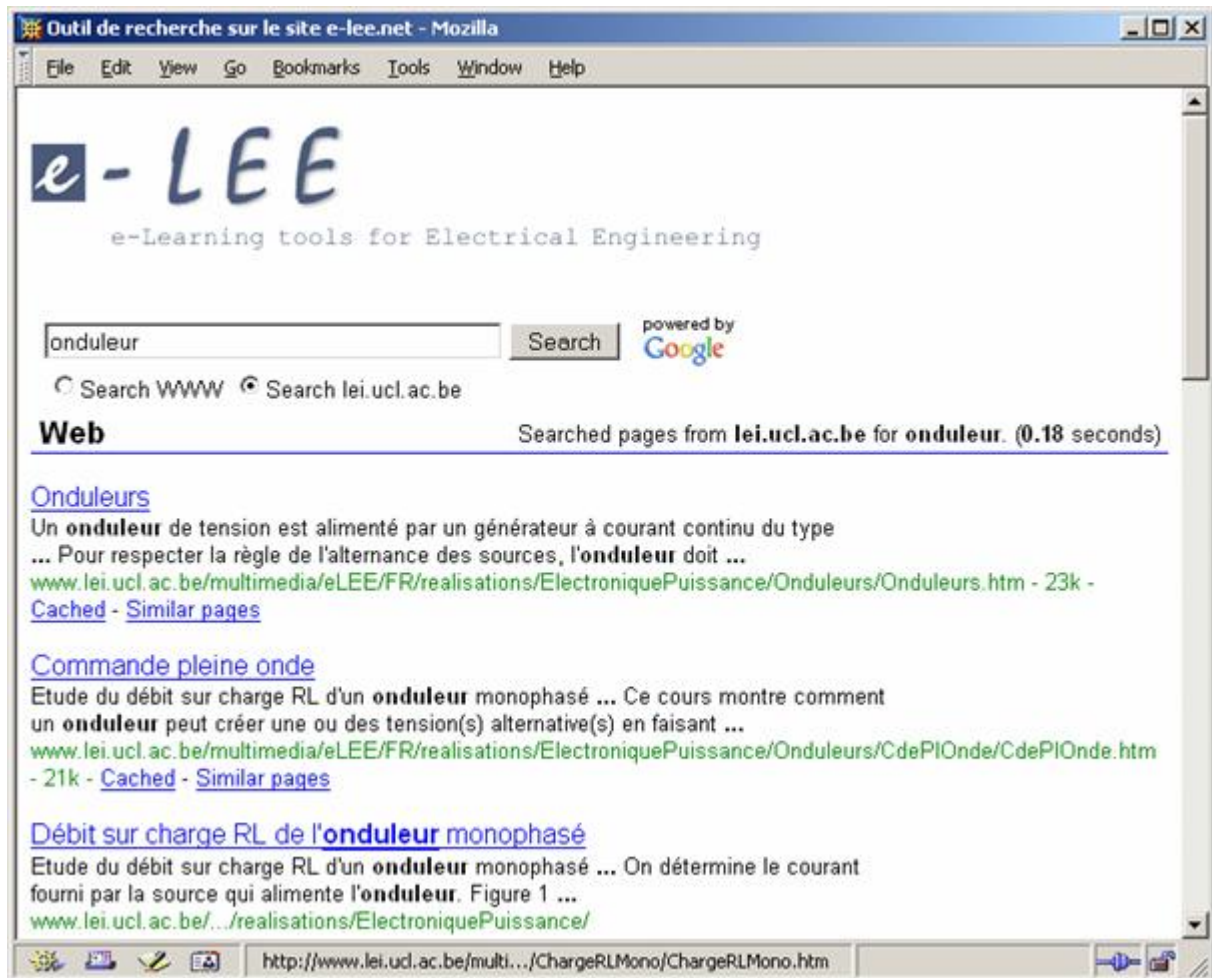 Outil de recherche sur le site e-lee.net - Mozilla
File Edit View Go Bookmarks Tools Window Help
e - LEE
e-Learning tools for Electrical Engineering
onduleur Search powered by
Google
Search WWW Search lei.ucl.ac.be
Web Searched pages from lei.ucl.ac.be for onduleur. (0.18 seconds)
Onduleurs
Un onduleur de tension est alimenté par un générateur à courant continu du type
... Pour respecter la règle de l'alternance des sources, l'onduleur doit ...
www.lei.ucl.ac.be/multimedia/eLEE/FR/realisations/ElectroniquePuissance/Onduleurs/Onduleurs.htm - 23k -
Cached - Similar pages
Commande pleine onde
Etude du débit sur charge RL d'un onduleur monophasé ... Ce cours montre comment
un onduleur peut créer une ou des tension(s) alternative(s) en faisant ...
www.lei.ucl.ac.be/multimedia/eLEE/FR/realisations/ElectroniquePuissance/Onduleurs/CdePlOnde/CdePlOnde.htm
- 21k - Cached - Similar pages
Débit sur charge RL de l'onduleur monophasé
Etude du débit sur charge RL d'un onduleur monophasé ... On détermine le courant
fourni par la source qui alimente l'onduleur. Figure 1 ...
www.lei.ucl.ac.be/.../realisations/ElectroniquePuissance/
http://www.lei.ucl.ac.be/multi.../ChargeRLMono/ChargeRLMono.htm